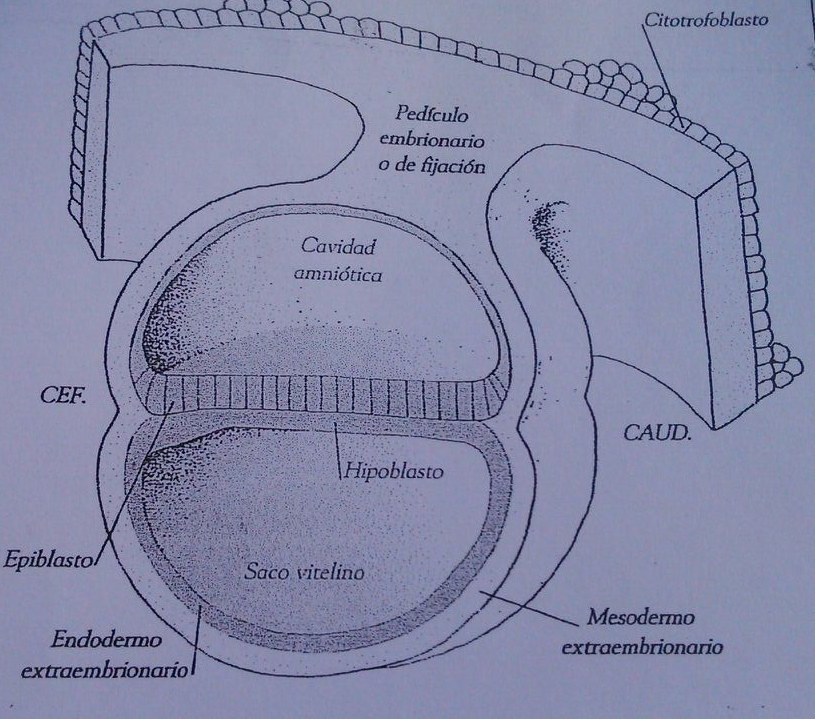 Citotrofoblasto
Pedículo
embrionario
o de fijación
Cavidad
amniótica
CEF.
CAUD.
Hipoblasto
Epiblasto
Saco vitelino
Mesodermo
extraembrionario
Endodermo
extraembrionario